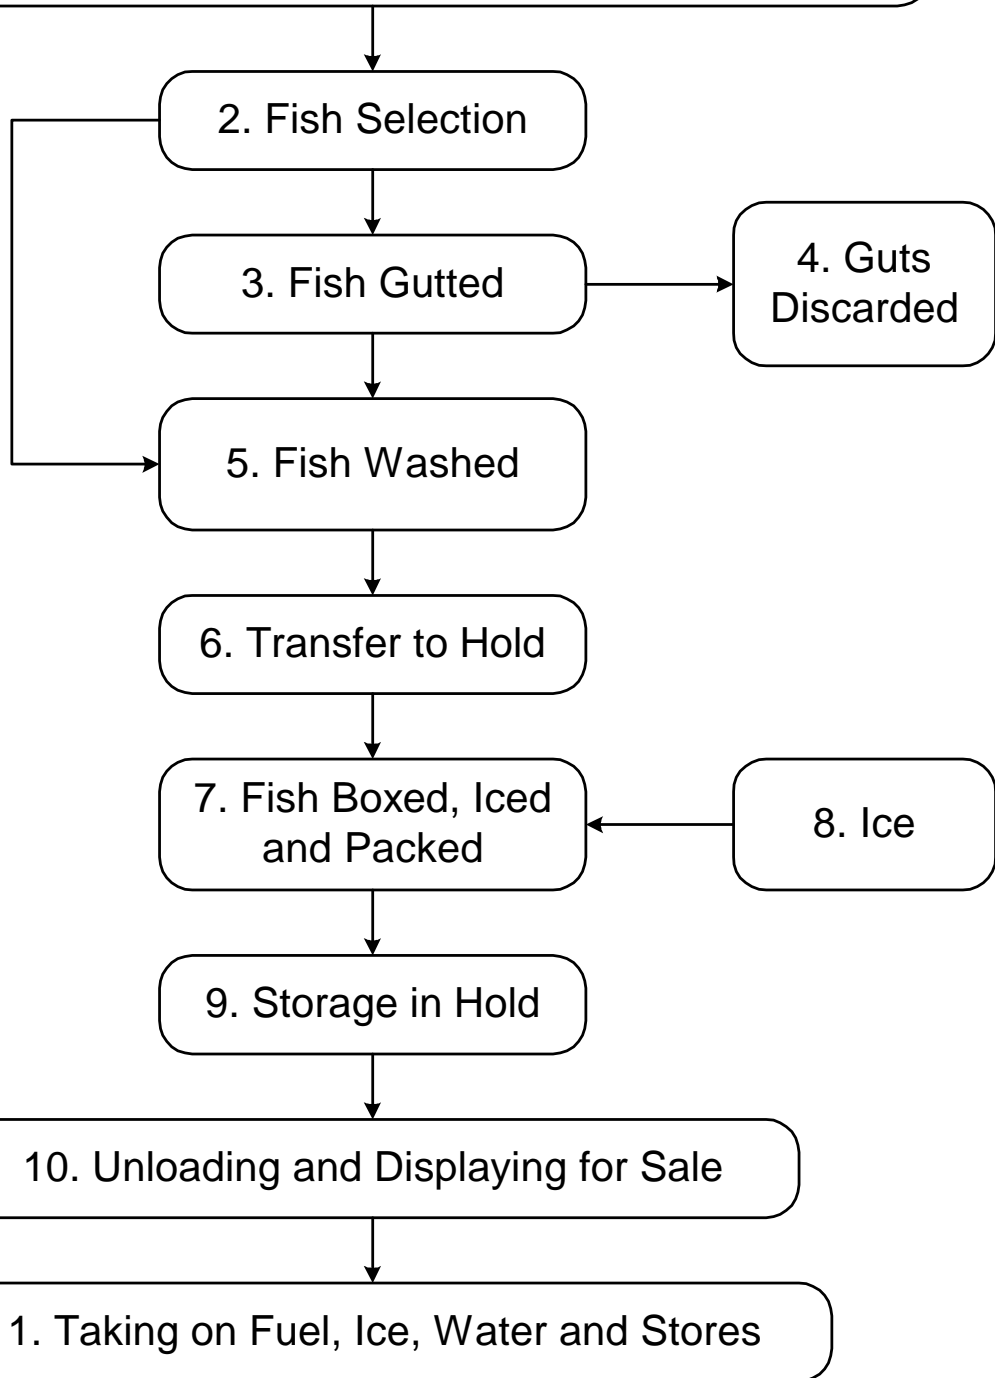 2. Fish Selection
3. Fish Gutted
4. Guts
Discarded
5. Fish Washed
6. Transfer to Hold
7. Fish Boxed, Iced
and Packed
8. Ice
9. Storage in Hold
10. Unloading and Displaying for Sale
1. Taking on Fuel, Ice, Water and Stores